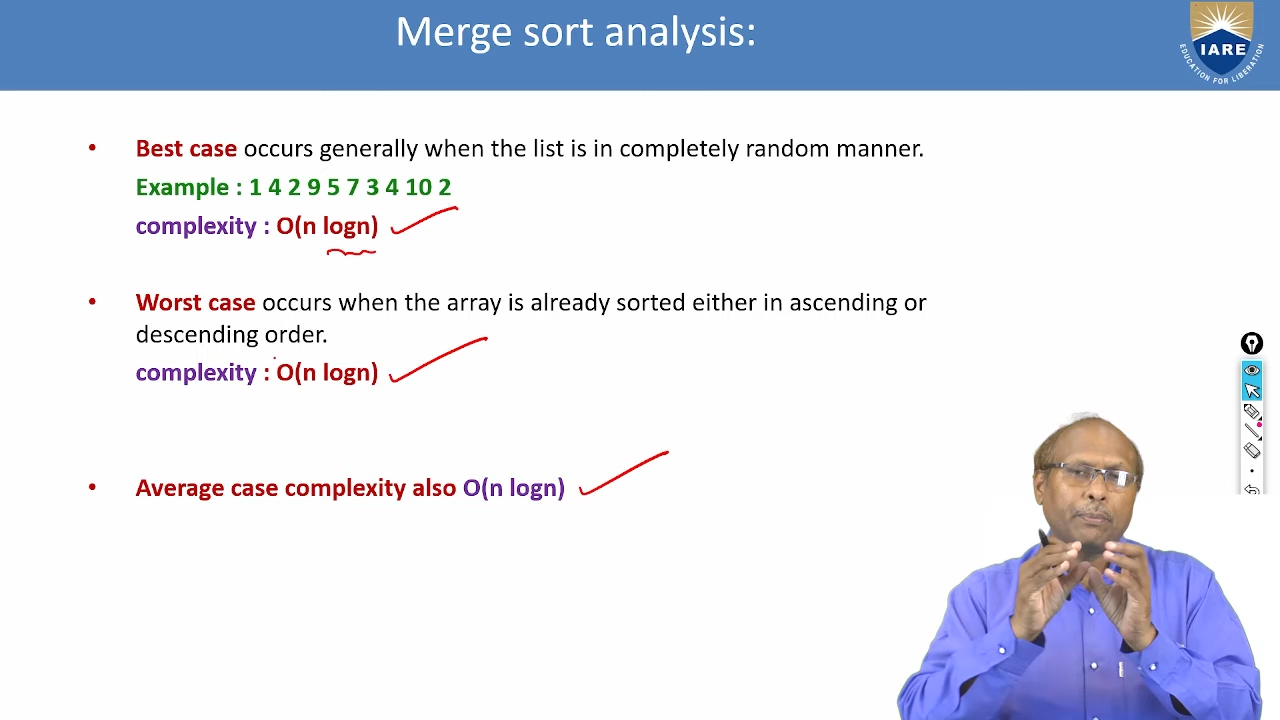 Merge sort analysis:
IARE
EDUCATION FOR LIBERATION
• Best case occurs generally when the list is in completely random manner.
Example : 1 4 2 9 5 7 3 4 10 2
complexity : O(n logn)
• Worst case occurs when the array is already sorted either in ascending or
descending order.
complexity : O(n logn)
• Average case complexity also O(n logn)